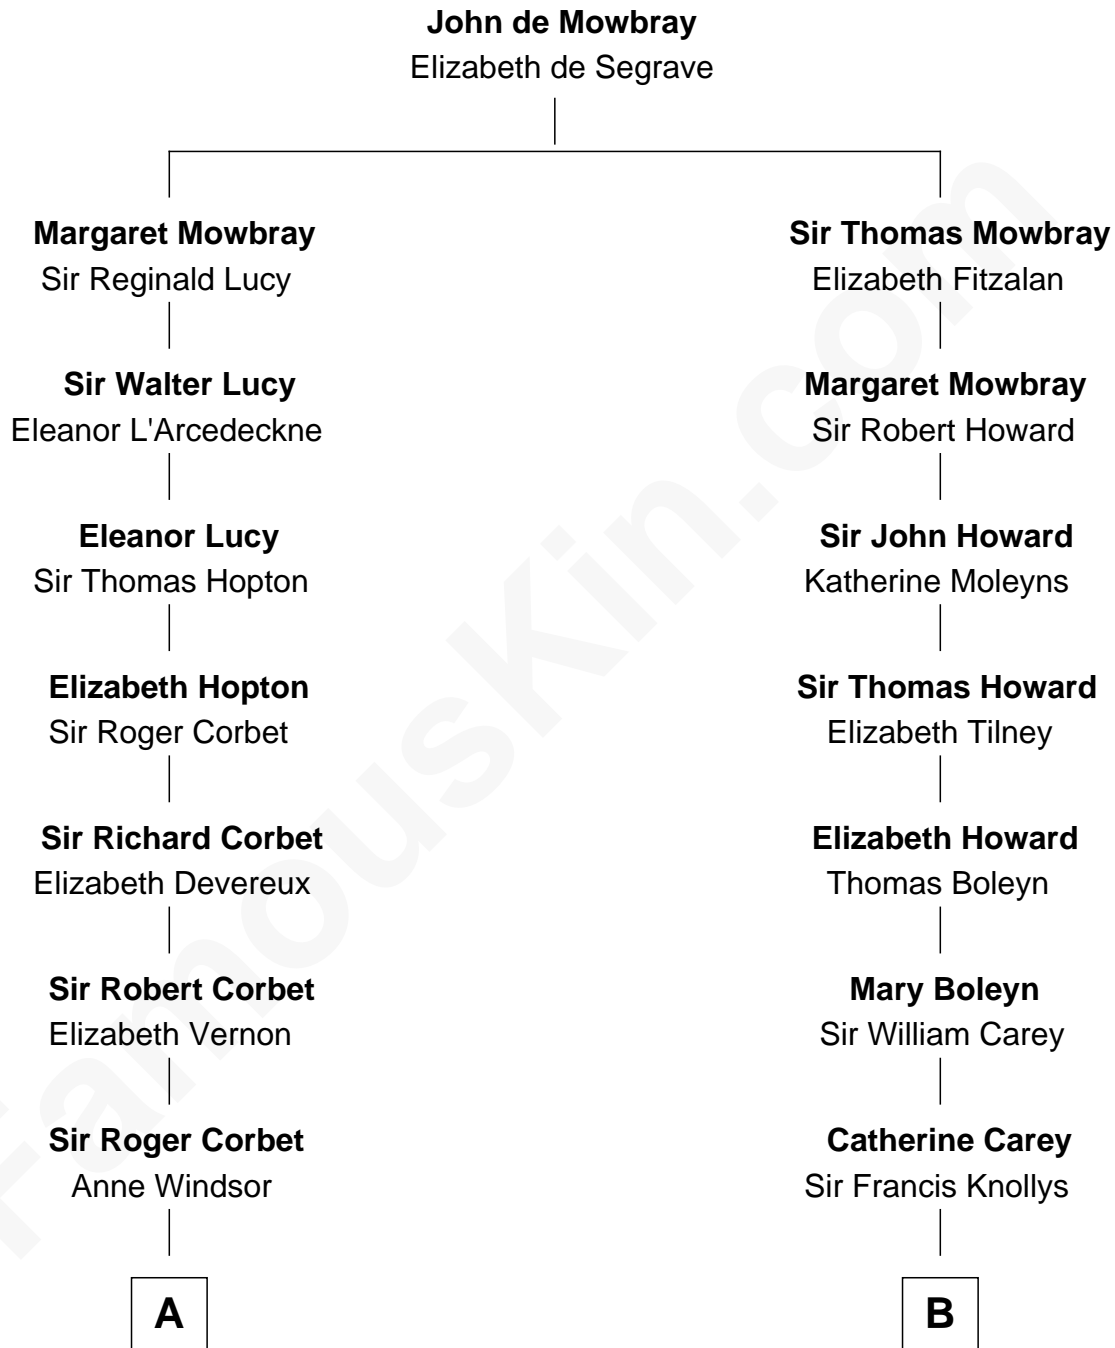 John de Mowbray
Elizabeth de Segrave
Margaret Mowbray
Sir Reginald Lucy
Sir Thomas Mowbray
Elizabeth Fitzalan
Sir Walter Lucy
Eleanor L'Arcedeckne
Margaret Mowbray
Sir Robert Howard
Eleanor Lucy
Sir Thomas Hopton
Sir John Howard
Katherine Moleyns
Elizabeth Hopton
Sir Roger Corbet
Sir Thomas Howard
Elizabeth Tilney
Sir Richard Corbet
Elizabeth Devereux
Elizabeth Howard
Thomas Boleyn
Sir Robert Corbet
Elizabeth Vernon
Mary Boleyn
Sir William Carey
Sir Roger Corbet
Anne Windsor
Catherine Carey
Sir Francis Knollys
A
B
FamousKin.com